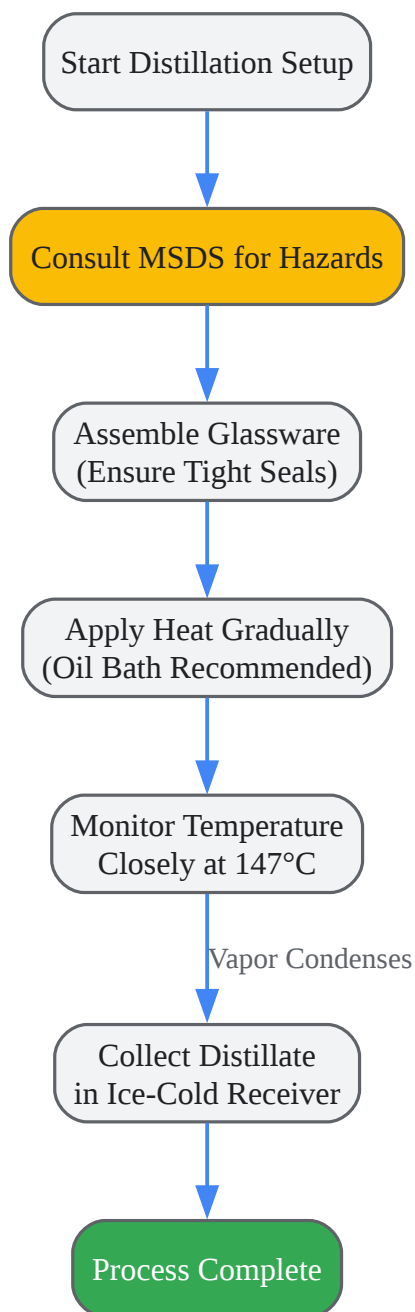 Start Distillation Setup
Consult MSDS for Hazards
Assemble Glassware
(Ensure Tight Seals)
Apply Heat Gradually
(Oil Bath Recommended)
Monitor Temperature
Closely at 147°C
Vapor Condenses
Collect Distillate
in Ice-Cold Receiver
Process Complete